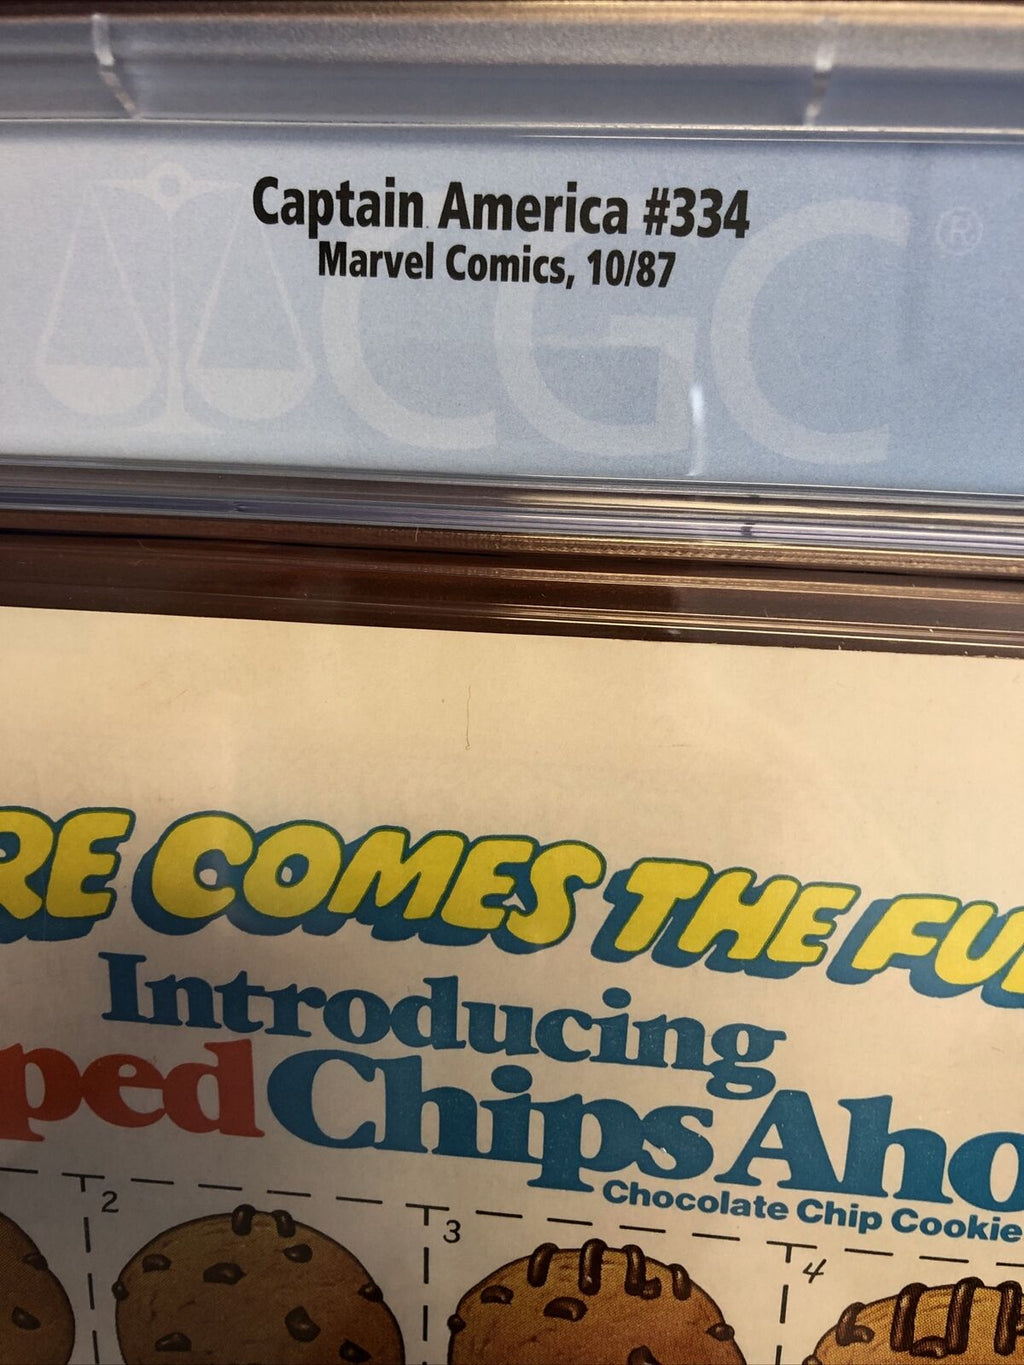 Captain America #334
Marvel Comics, 10/87
CGC ®
RE COMES THE FU
Introducing
ped Chips Aho
Chocolate Chip Cookie
2
3
4